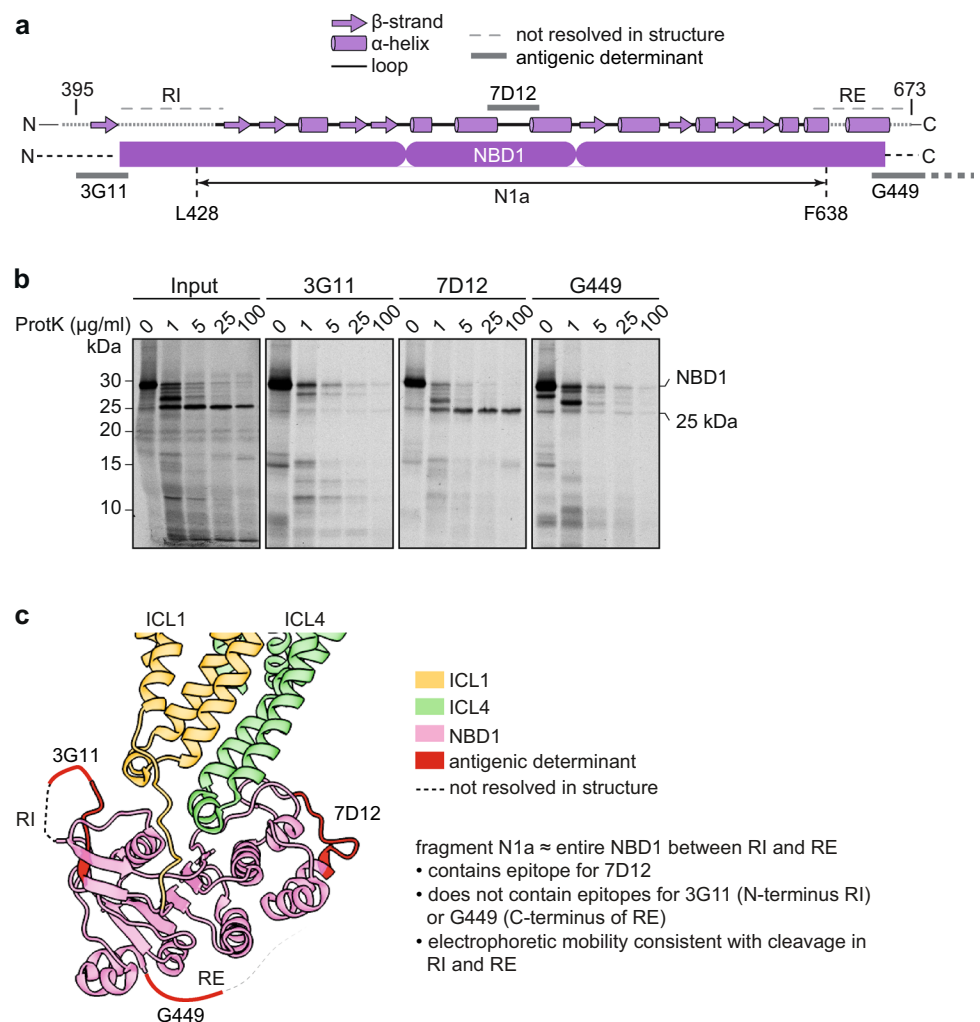 a
β-strand
α-helix
loop
not resolved in structure
antigenic determinant
395
RI
7D12
RE
673
N
C
N
NBD1
C
3G11
N1a
G449
L428
F638
b
Input
3G11
7D12
G449
ProtK (µg/ml)
0 1 5 25 100
0 1 5 25 100
0 1 5 25 100
0 1 5 25 100
kDa
30
25
20
15
10
NBD1
25 kDa
c
ICL1
ICL4
3G11
RI
7D12
RE
G449
ICL1
ICL4
NBD1
antigenic determinant
not resolved in structure
fragment N1a ≈ entire NBD1 between RI and RE
• contains epitope for 7D12
• does not contain epitopes for 3G11 (N-terminus RI)
or G449 (C-terminus of RE)
• electrophoretic mobility consistent with cleavage in
RI and RE